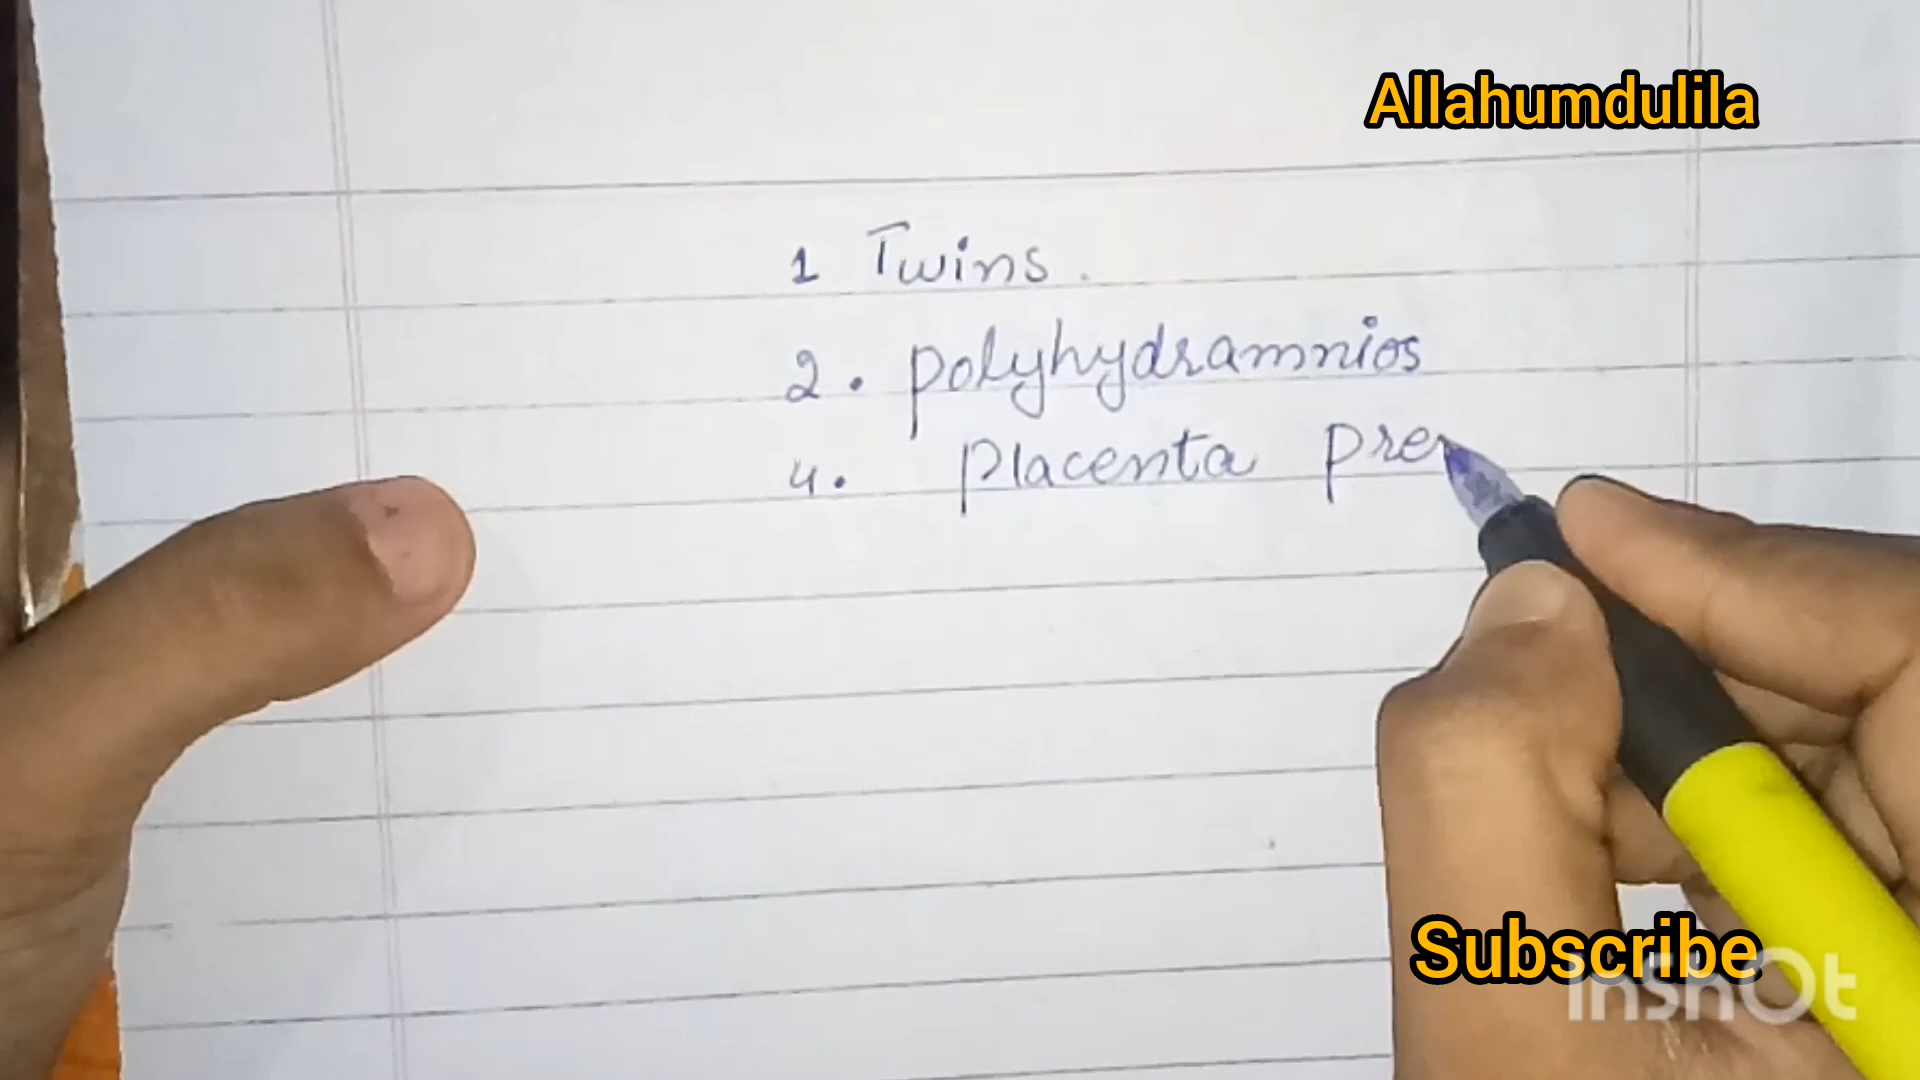 Allahumdulila
1 Twins.
2. polyhydramnios
4. placenta pre
Subscribe
InShOt